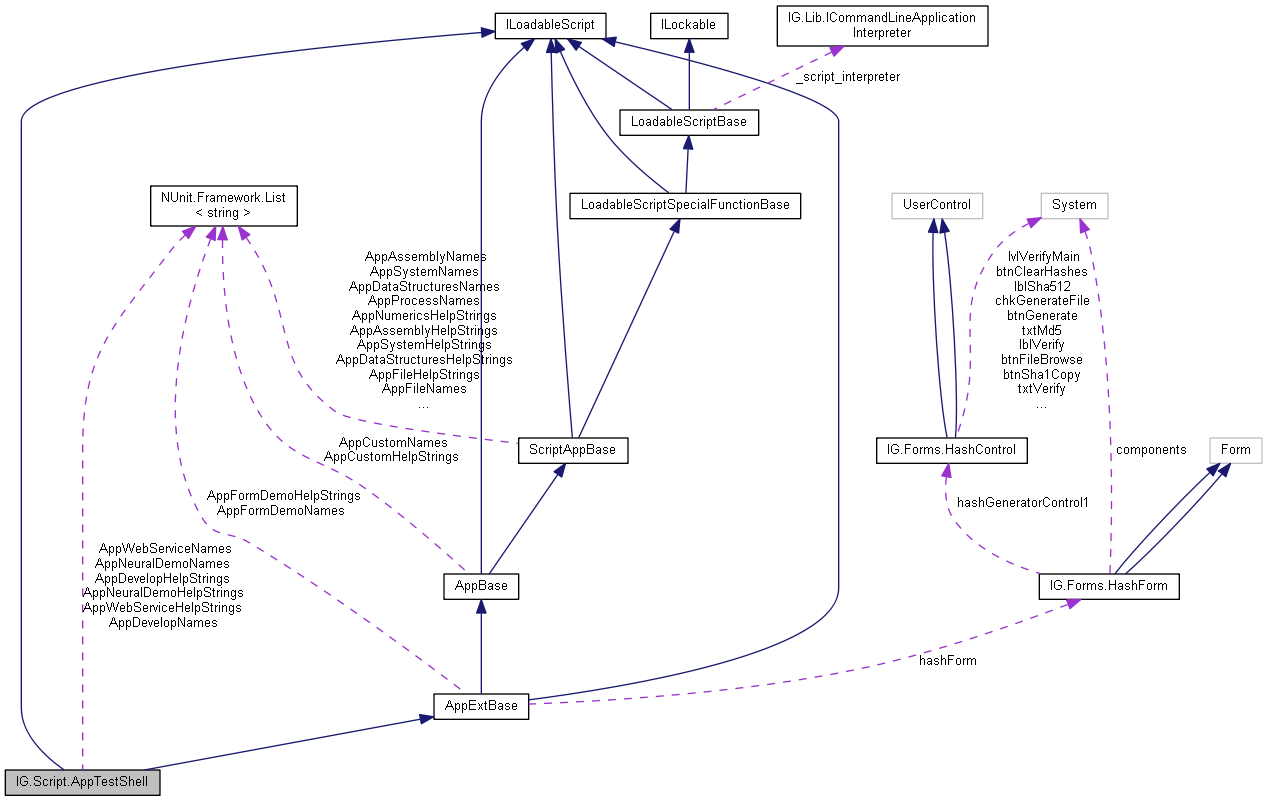 ILoadableScript
ILockable
IG.Lib.ICommandLineApplication
Interpreter
_script_interpreter
LoadableScriptBase
NUnit.Framework.List
< string >
LoadableScriptSpecialFunctionBase
UserControl
System
AppAssemblyNames
AppSystemNames
AppDataStructuresNames
AppProcessNames
AppNumericsHelpStrings
AppAssemblyHelpStrings
AppSystemHelpStrings
AppDataStructuresHelpStrings
AppFileHelpStrings
AppFileNames
...
lvlVerifyMain
btnClearHashes
lblSha512
chkGenerateFile
btnGenerate
txtMd5
lblVerify
btnFileBrowse
btnSha1Copy
txtVerify
...
AppCustomNames
AppCustomHelpStrings
ScriptAppBase
IG.Forms.HashControl
components
Form
AppFormDemoHelpStrings
AppFormDemoNames
hashGeneratorControl1
AppWebServiceNames
AppNeuralDemoNames
AppDevelopHelpStrings
AppNeuralDemoHelpStrings
AppWebServiceHelpStrings
AppDevelopNames
AppBase
IG.Forms.HashForm
hashForm
AppExtBase
IG.Script.AppTestShell